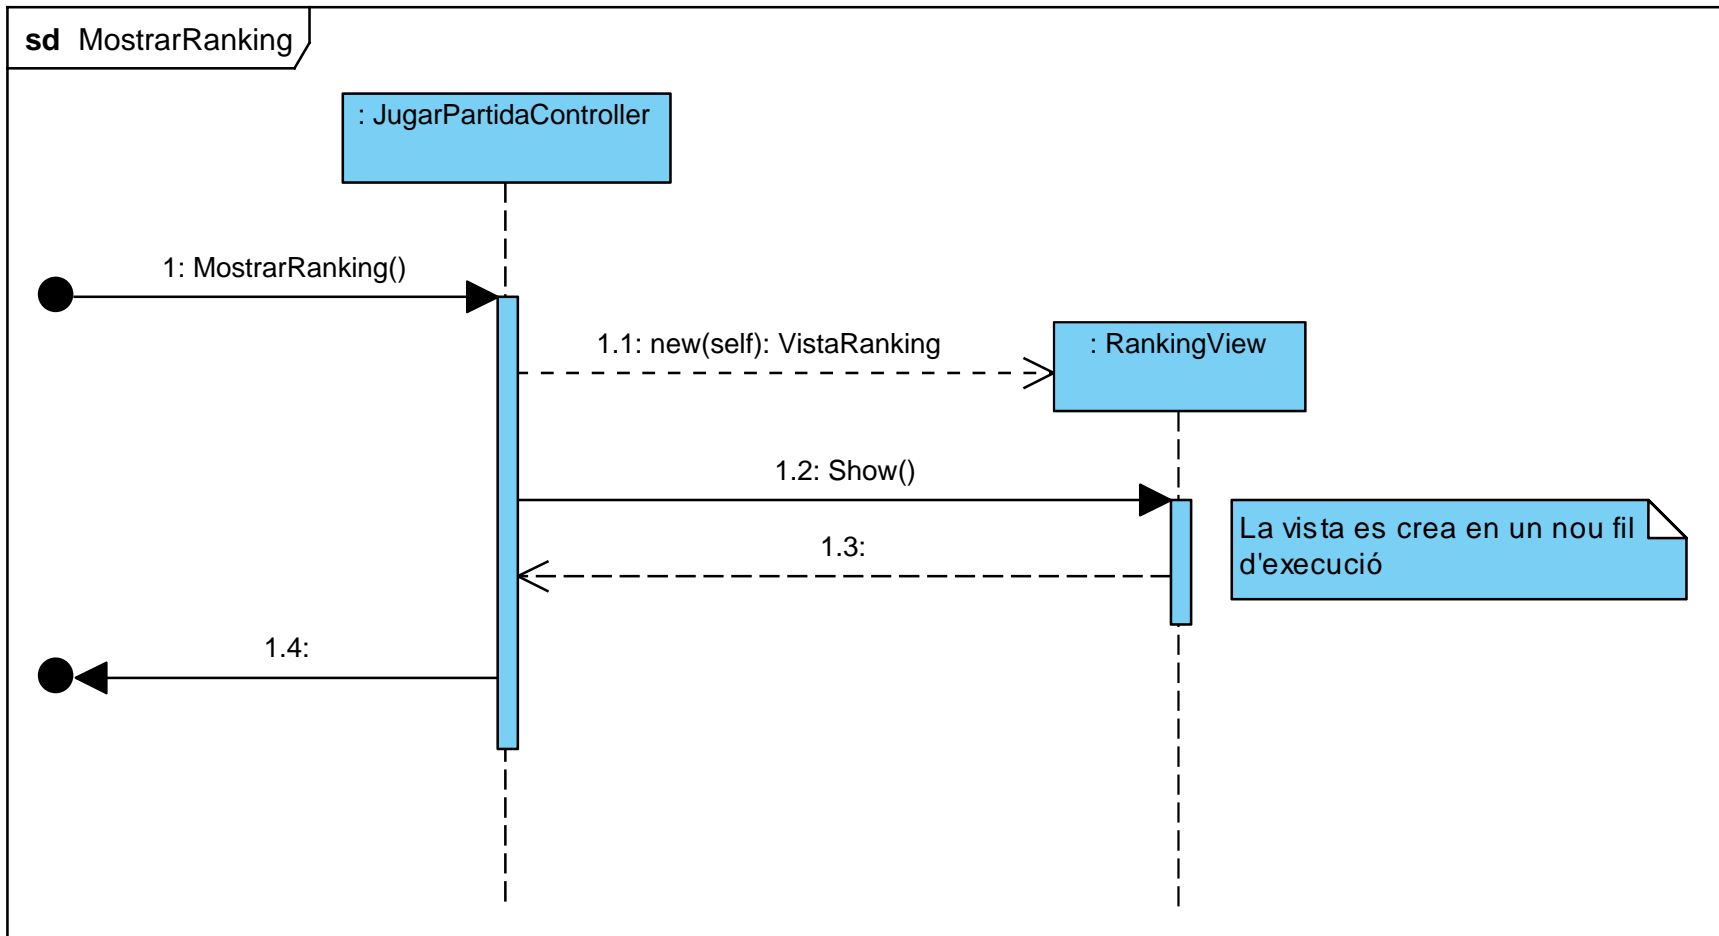 sd MostrarRanking
: JugarPartidaController
1: MostrarRanking()
1.1: new(self): VistaRanking
: RankingView
1.2: Show()
La vista es crea en un nou fil
d'execució
1.3:
1.4: